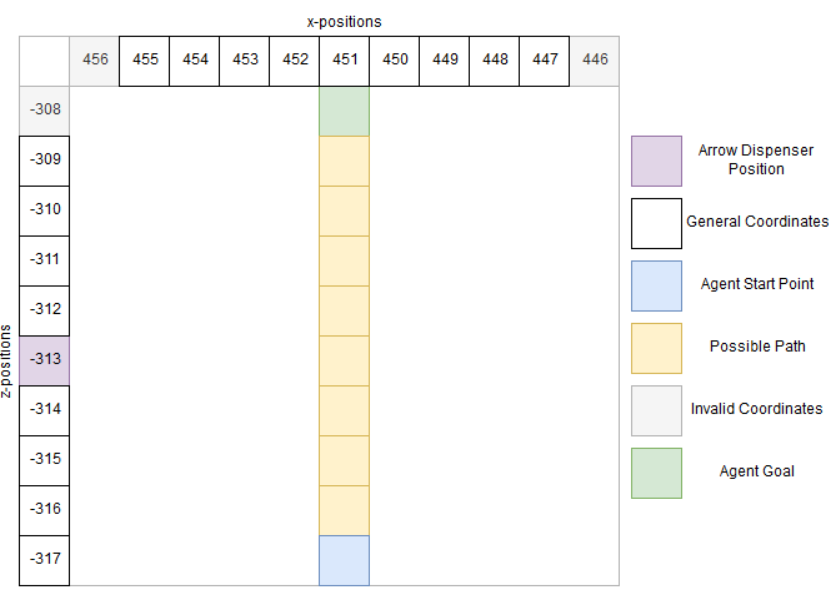 x-positions
456 455 454 453 452 451 450 449 448 447 446
-308
-309
-310
-311
-312
-313
-314
-315
-316
-317
z-positions
Arrow Dispenser
Position
General Coordinates
Agent Start Point
Possible Path
Invalid Coordinates
Agent Goal